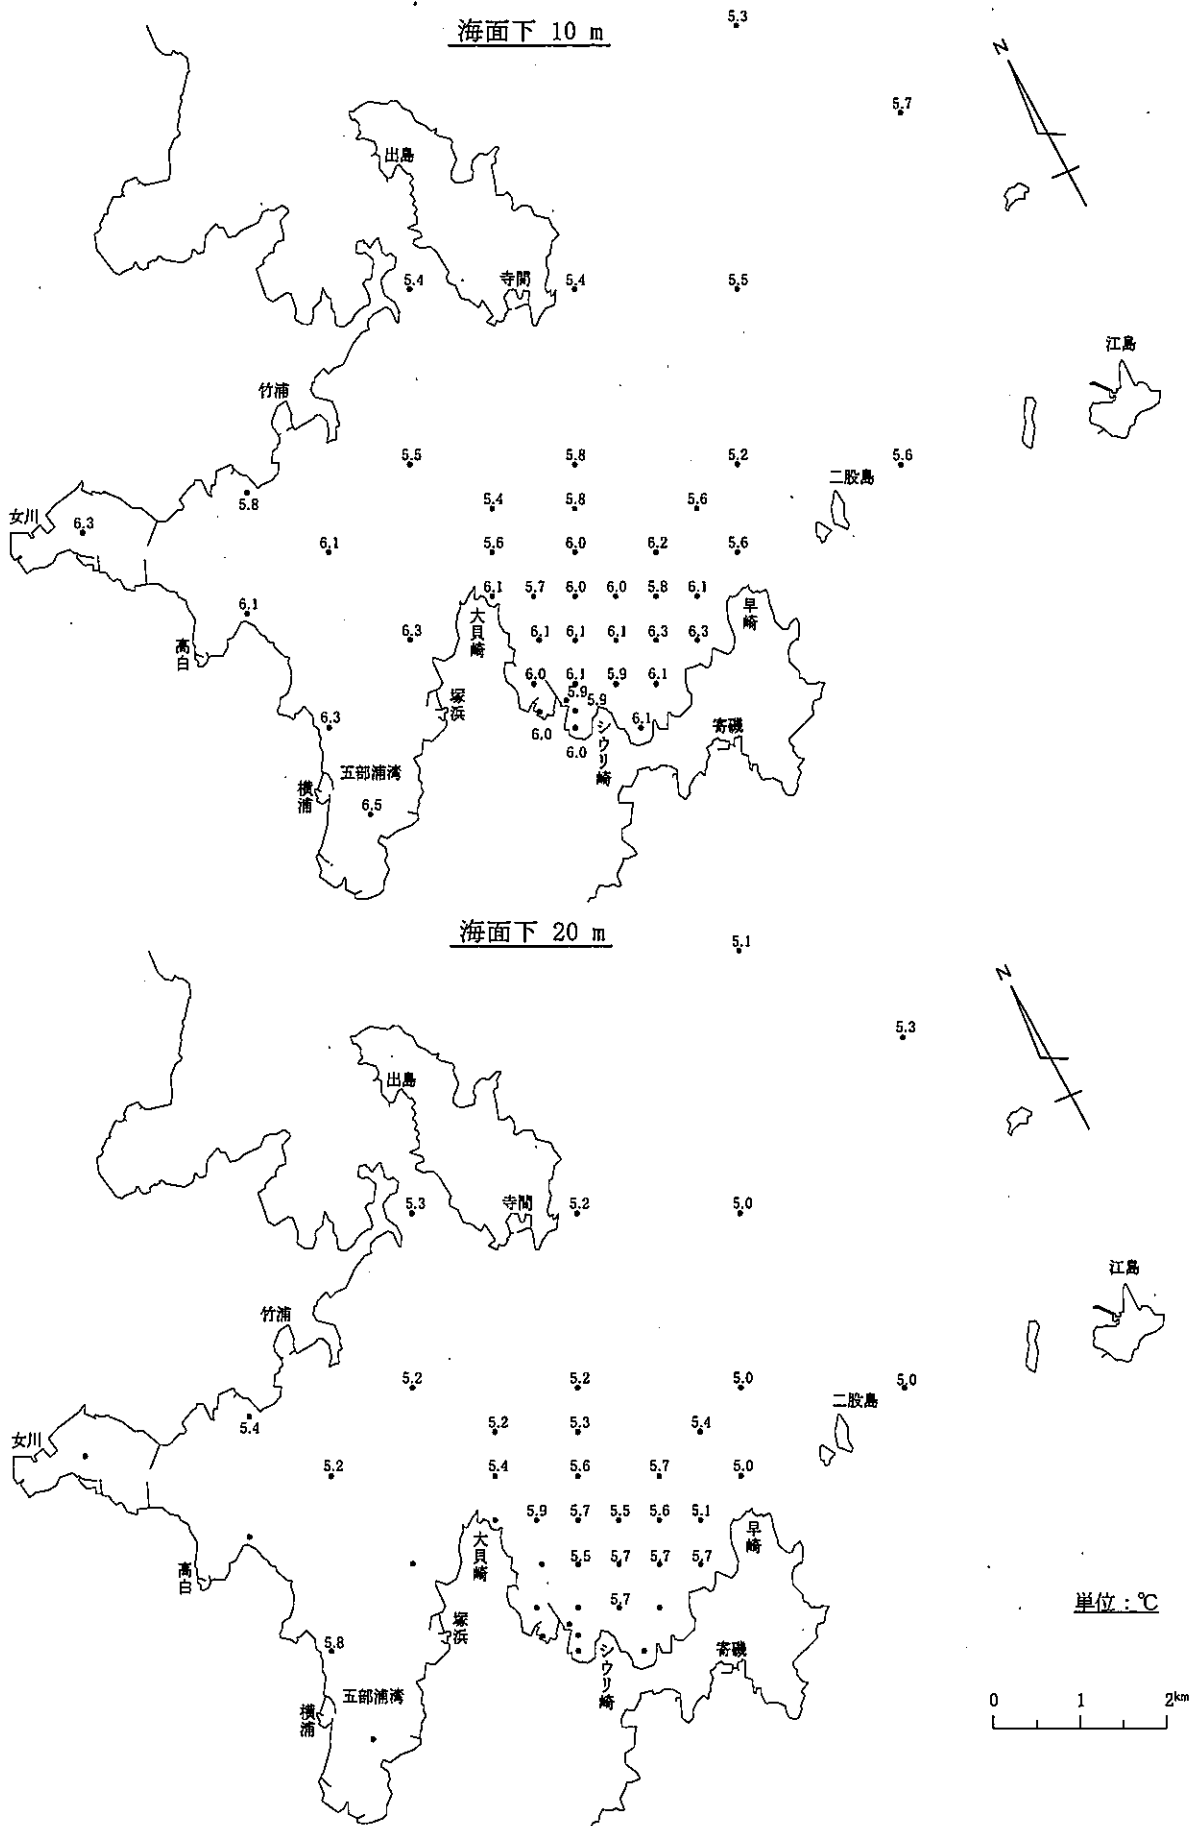 海面下 10 m
5.3
N
5.7
出島
5.4
寺間
5.4
5.5
江島
竹浦
5.5
5.8
5.2
5.6
二股島
5.8
5.4
5.8
5.6
女川
6.3
6.1
5.6
6.0
6.2
5.6
6.1
5.7
6.0
6.0
5.8
6.1
6.1
大貝崎
早崎
高白
6.3
6.1
6.1
6.1
6.3
6.3
6.0
6.1
5.9
6.1
塚浜
5.9
5.9
6.3
6.0
6.0
シウリ崎
6.1
寄磯
五部浦湾
横浦
6.5
海面下 20 m
5.1
N
5.3
出島
5.3
寺間
5.2
5.0
江島
竹浦
5.2
5.2
5.0
5.0
二股島
5.4
5.2
5.3
5.4
女川
5.2
5.4
5.6
5.7
5.0
5.9
5.7
5.5
5.6
5.1
大貝崎
早崎
高白
5.5
5.7
5.7
5.7
単位：℃
5.7
塚浜
5.8
シウリ崎
寄磯
五部浦湾
横浦
0 1 2km